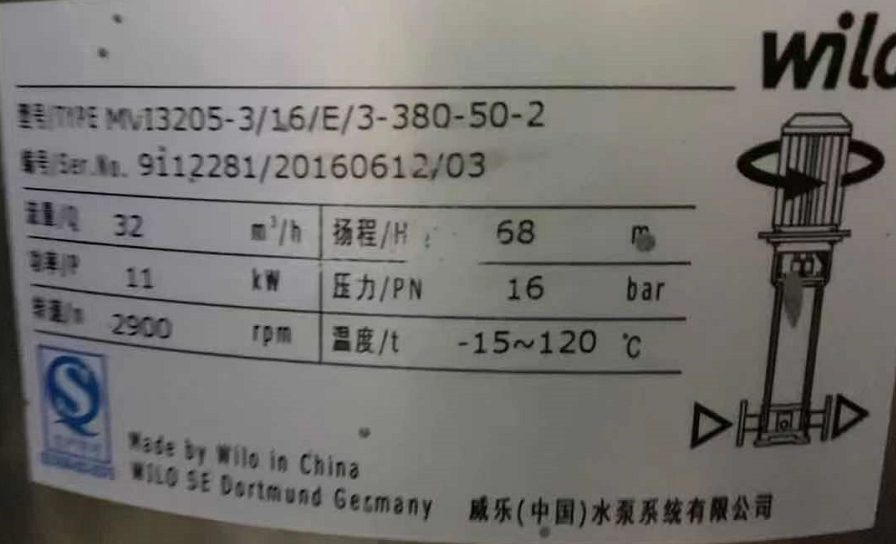 wilo
型号/TYPE MVI3205-3/16/E/3-380-50-2
编号/Ser.No. 9i12281/20160612/03
流量/Q 32 m³/h 扬程/H 68 m
功率/P 11 kW 压力/PN 16 bar
转速/n 2900 rpm 温度/t -15~120 ℃
Made by Wilo in China
WILO SE Dortmund Germany
威乐(中国)水泵系统有限公司